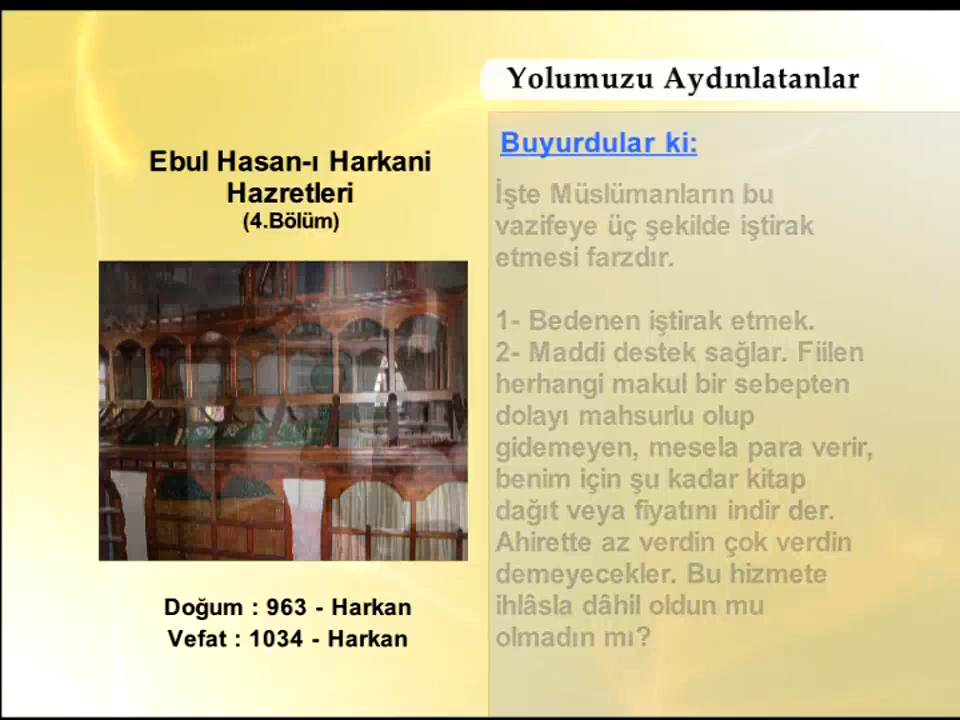 Yolumuzu Aydınlatanlar
Ebul Hasan-ı Harkani
Hazretleri
(4.Bölüm)
Doğum : 963 - Harkan
Vefat : 1034 - Harkan
Buyurdular ki:
İşte Müslümanların bu
vazifeye üç şekilde iştirak
etmesi farzdır.
1- Bedenen iştirak etmek.
2- Maddi destek sağlar. Fiilen
herhangi makul bir sebepten
dolayı mahsurlu olup
gidemeyen, mesela para verir,
benim için şu kadar kitap
dağıt veya fiyatını indir der.
Ahirette az verdin çok verdin
demeyecekler. Bu hizmete
ihlâsla dâhil oldun mu
olmadın mı?